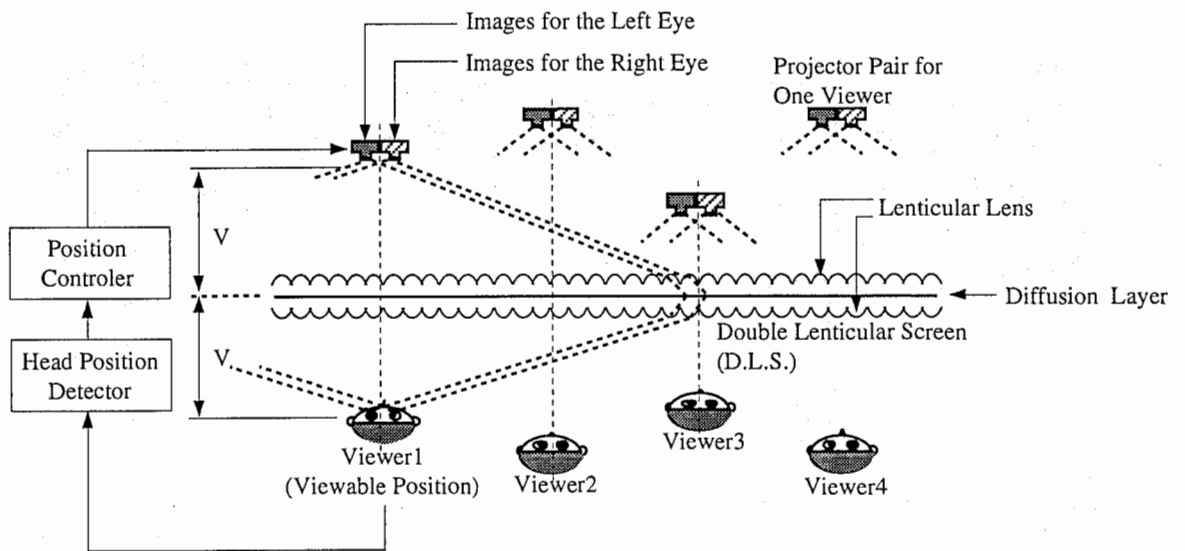 Images for the Left Eye
Images for the Right Eye
Projector Pair for
One Viewer
Lenticular Lens
V
Position
Controler
Diffusion Layer
Double Lenticular Screen
(D.L.S.)
V
Head Position
Detector
Viewer1
(Viewable Position)
Viewer2
Viewer3
Viewer4